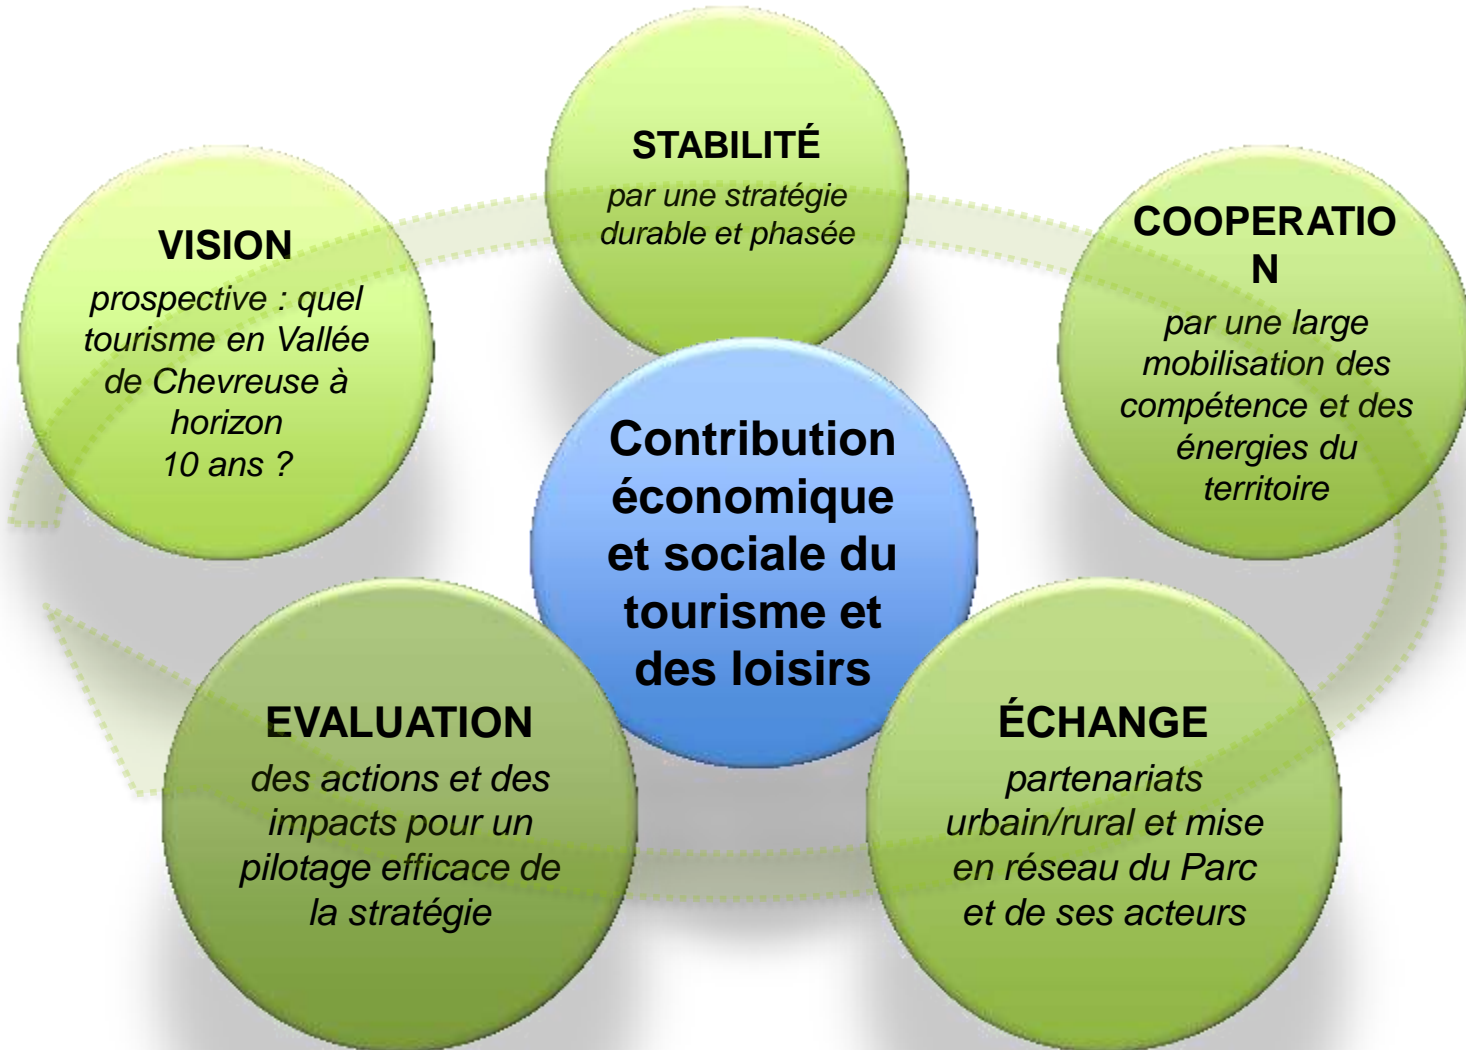 STABILITÉ
par une stratégie
durable et phasée
VISION
prospective : quel
tourisme en Vallée
de Chevreuse à
horizon
10 ans ?
COOPERATIO
N
par une large
mobilisation des
compétence et des
énergies du
territoire
Contribution
économique
et sociale du
tourisme et
des loisirs
EVALUATION
des actions et des
impacts pour un
pilotage efficace de
la stratégie
ÉCHANGE
partenariats
urbain/rural et mise
en réseau du Parc
et de ses acteurs